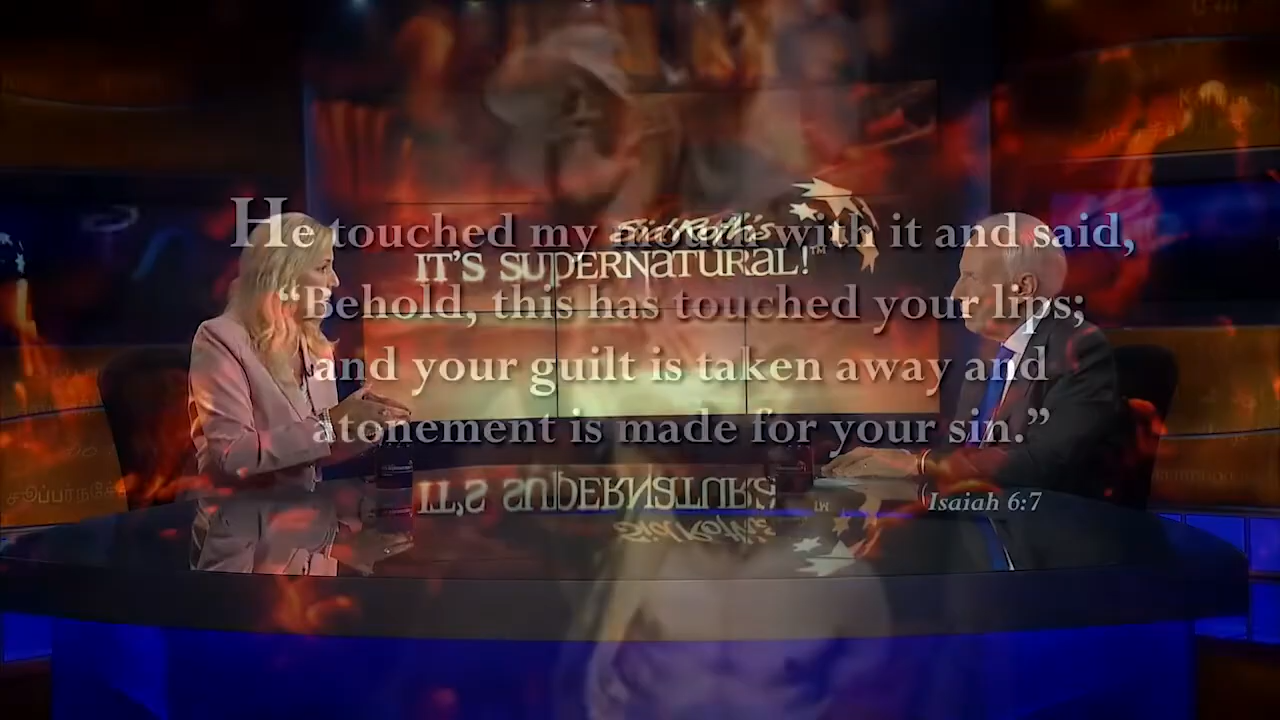 He touched my mouth with it and said,
Sid Roth's
IT'S SUPERNATURAL!™
"Behold, this has touched your lips;
and your guilt is taken away and
atonement is made for your sin."
Isaiah 6:7